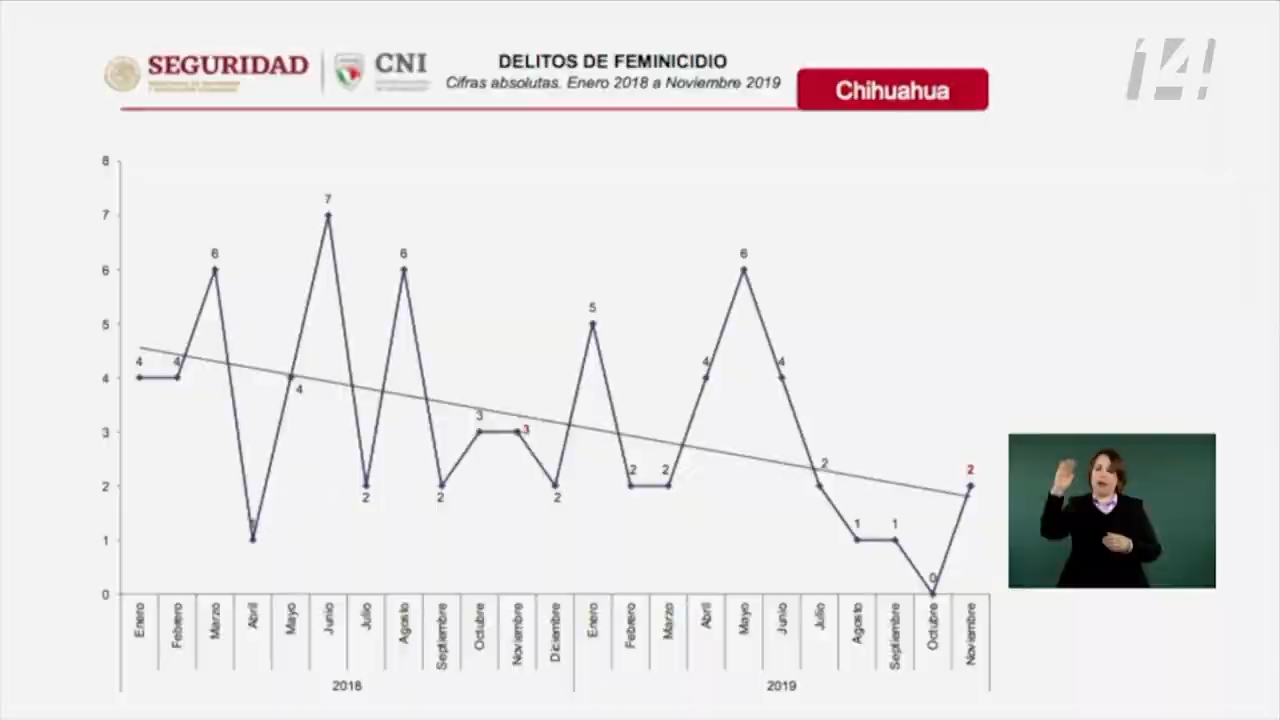 SEGURIDAD
CNI
DELITOS DE FEMINICIDIO
Cifras absolutas. Enero 2018 a Noviembre 2019
Chihuahua
14
8
7
6
5
4
3
2
1
0
4
4
6
1
4
7
2
6
2
3
3
2
5
2
2
4
6
4
2
1
1
0
2
Enero
Febrero
Marzo
Abril
Mayo
Junio
Julio
Agosto
Septiembre
Octubre
Noviembre
Diciembre
Enero
Febrero
Marzo
Abril
Mayo
Junio
Julio
Agosto
Septiembre
Octubre
Noviembre
2018
2019